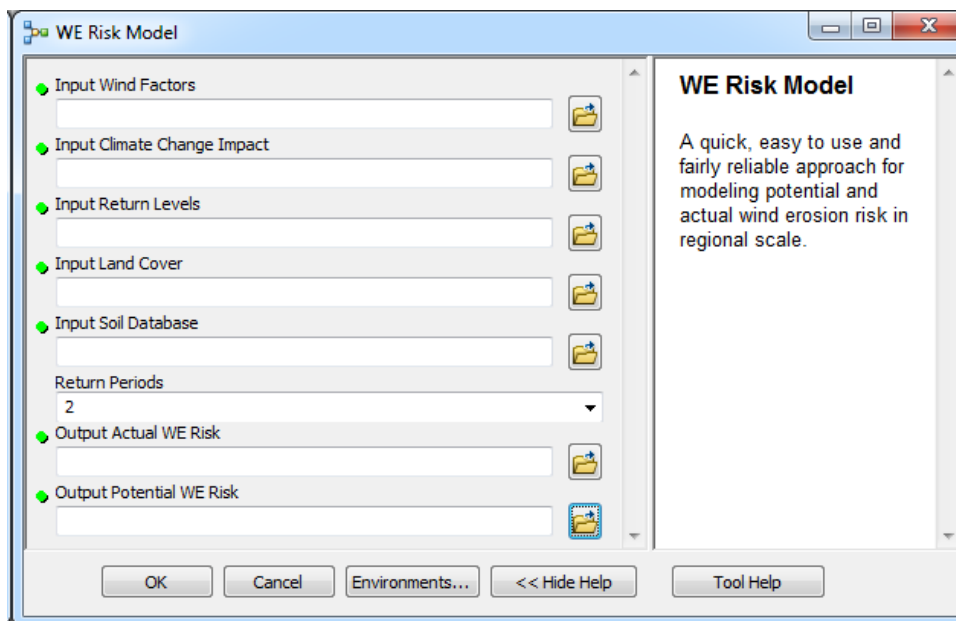 WE Risk Model
Input Wind Factors
Input Climate Change Impact
Input Return Levels
Input Land Cover
Input Soil Database
Return Periods
2
Output Actual WE Risk
Output Potential WE Risk
WE Risk Model
A quick, easy to use and
fairly reliable approach for
modeling potential and
actual wind erosion risk in
regional scale.
OK
Cancel
Environments...
<< Hide Help
Tool Help